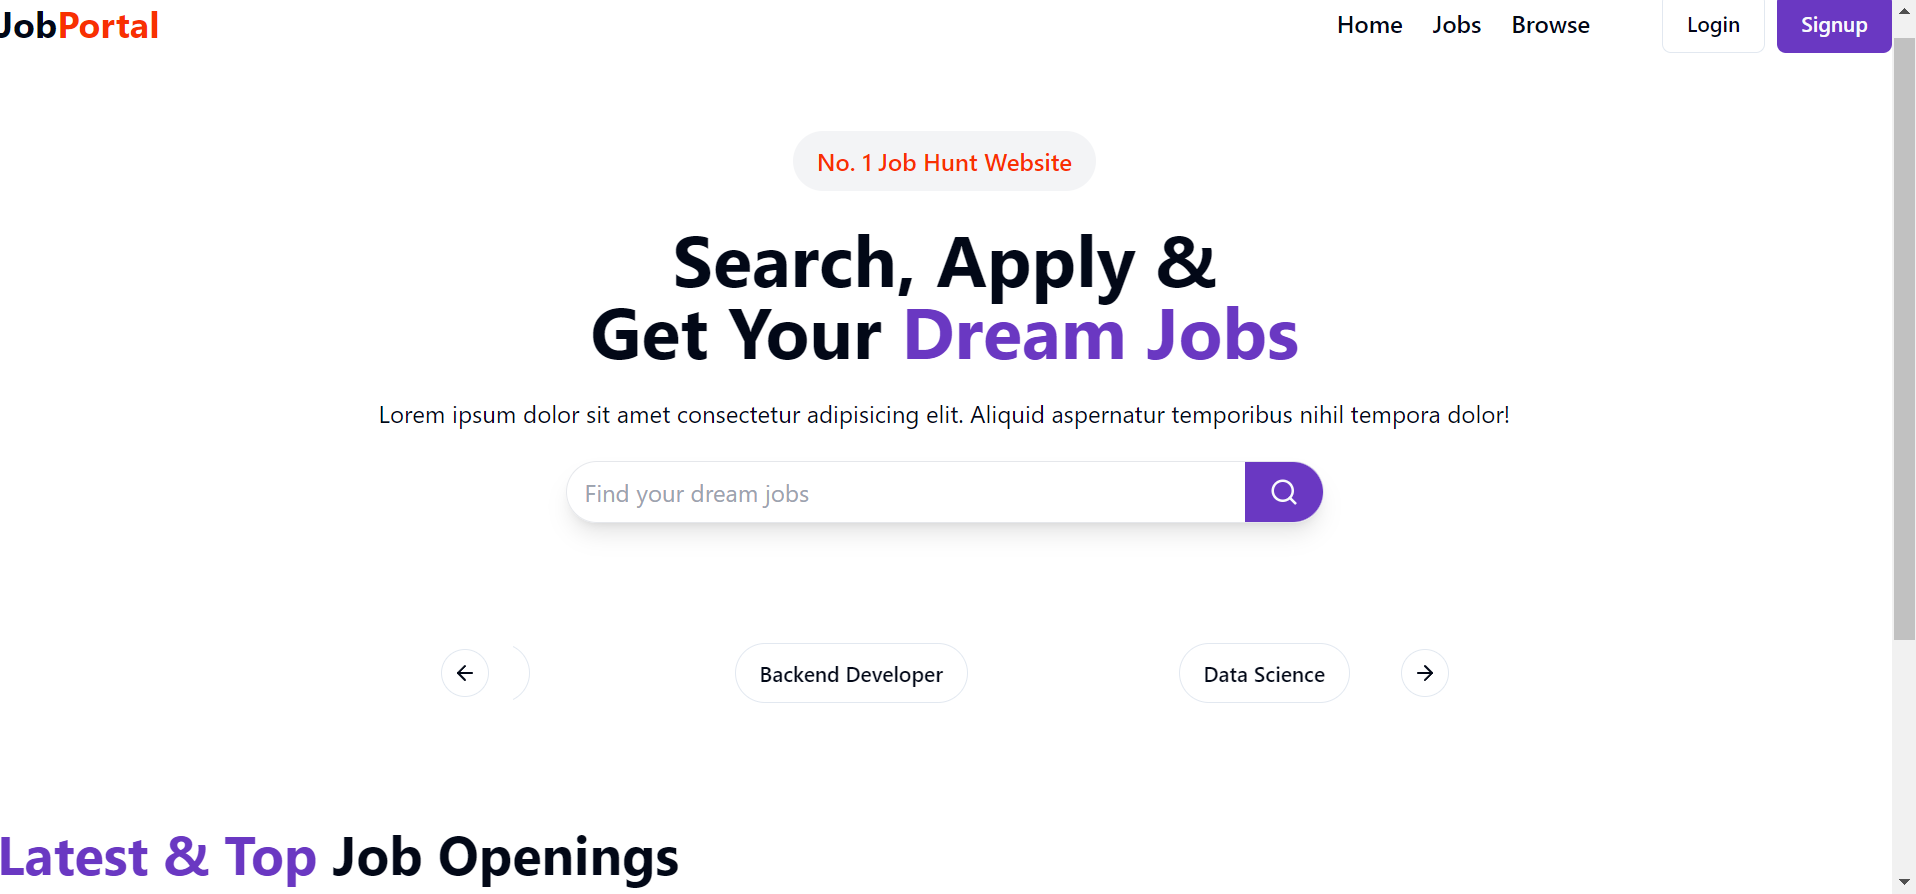 JobPortal
Home Jobs Browse Login Signup
No. 1 Job Hunt Website
Search, Apply &
Get Your Dream Jobs
Lorem ipsum dolor sit amet consectetur adipisicing elit. Aliquid aspernatur temporibus nihil tempora dolor!
Find your dream jobs
Backend Developer Data Science
Latest & Top Job Openings